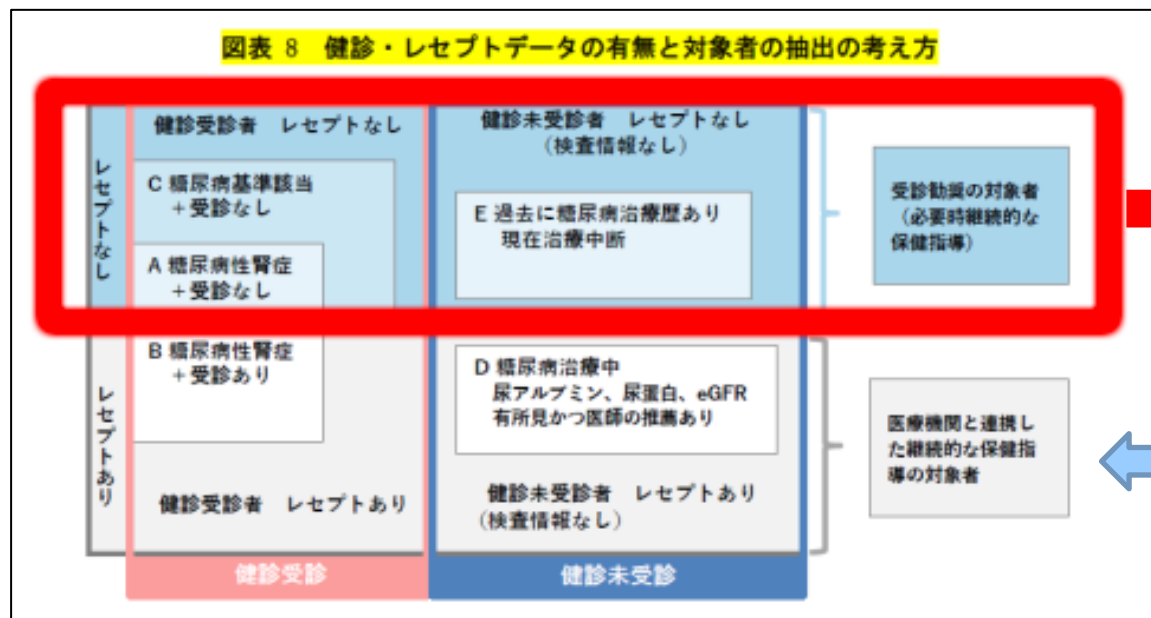 図表 8 健診・レセプトデータの有無と対象者の抽出の考え方
レセプトなし
健診受診者 レセプトなし
C 糖尿病基準該当
+受診なし
A 糖尿病性腎症
+受診なし
健診未受診者 レセプトなし
(検査情報なし)
E 過去に糖尿病治療歴あり
現在治療中断
受診勧奨の対象者
(必要時継続的な
保健指導)
レセプトあり
B 糖尿病性腎症
+受診あり
健診受診者 レセプトあり
D 糖尿病治療中
尿アルブミン、尿蛋白、eGFR
有所見かつ医師の推薦あり
健診未受診者 レセプトあり
(検査情報なし)
医療機関と連携し
た継続的な保健指
導の対象者
健診受診
健診未受診